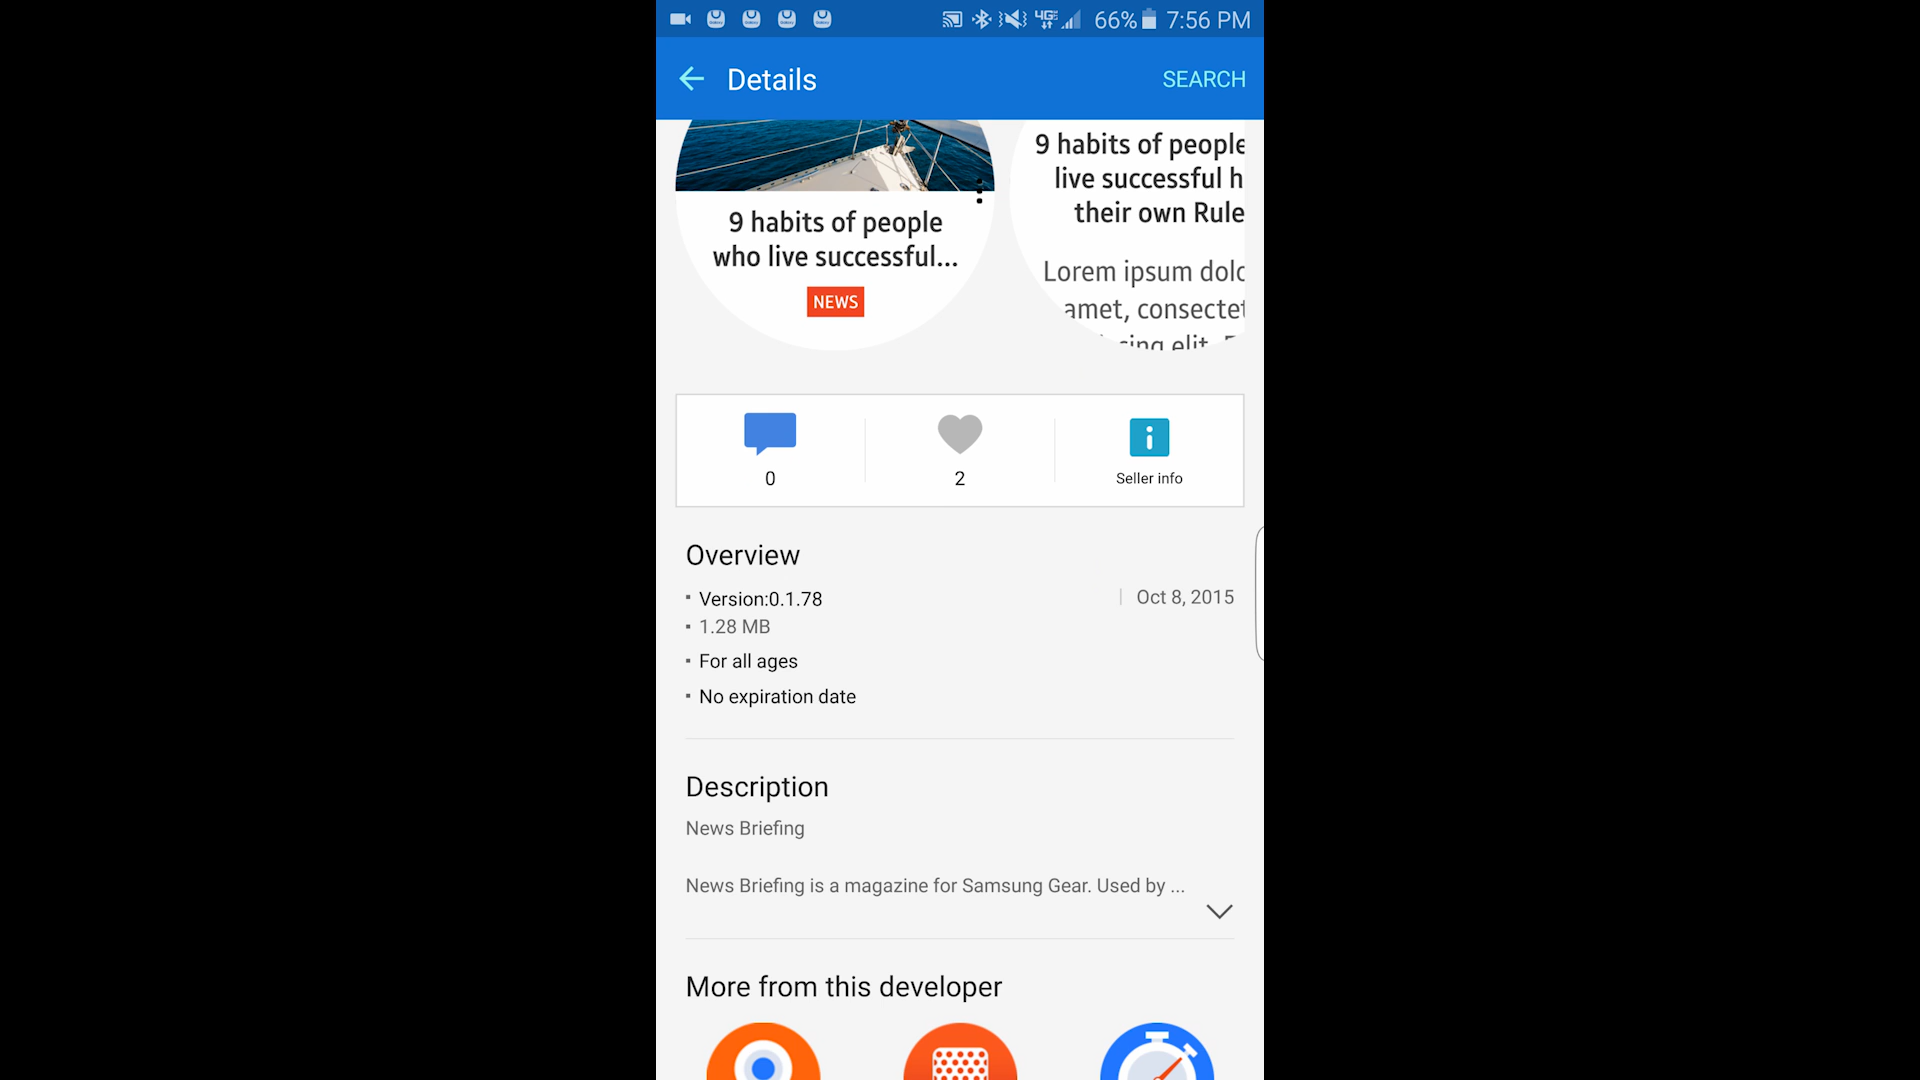 66% 7:56 PM
Details
SEARCH
9 habits of people
who live successful...
NEWS
9 habits of people
live successful h
their own Rule
Lorem ipsum dolo
amet, consectet
cing elit.
0
2
Seller info
Overview
Version:0.1.78
Oct 8, 2015
1.28 MB
For all ages
No expiration date
Description
News Briefing
News Briefing is a magazine for Samsung Gear. Used by ...
More from this developer